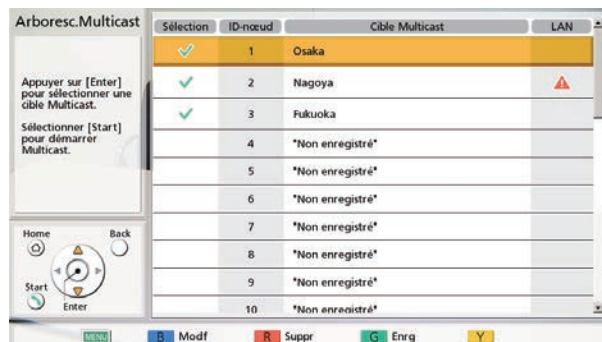 Arboresc.Multicast
Appuyer sur [Enter]
pour sélectionner une
cible Multicast.
Sélectionner [Start]
pour démarrer
Multicast.
Home Back
Start
Enter
Sélection ID-nœud Cible Multicast LAN
1 Osaka
2 Nagoya
3 Fukuoka
4 *Non enregistré*
5 *Non enregistré*
6 *Non enregistré*
7 *Non enregistré*
8 *Non enregistré*
9 *Non enregistré*
10 *Non enregistré*
MENU B Modf R Suppr G Enrg Y